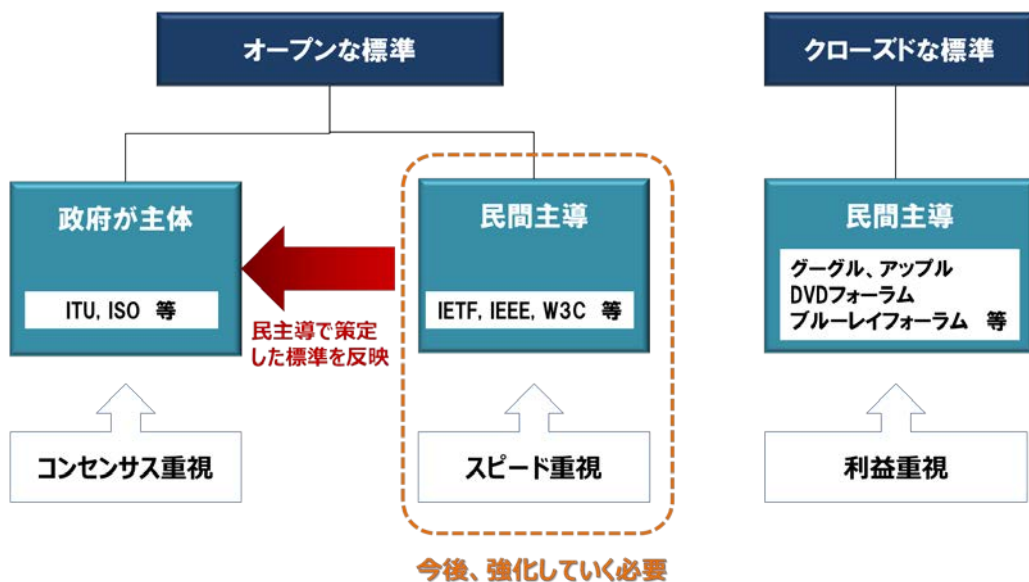 オープンな標準
クローズドな標準
政府が主体
ITU, ISO 等
民主導で策定
した標準を反映
民間主導
IETF, IEEE, W3C 等
民間主導
グーグル、アップル
DVDフォーラム
ブルーレイフォーラム 等
コンセンサス重視
スピード重視
利益重視
今後、強化していく必要